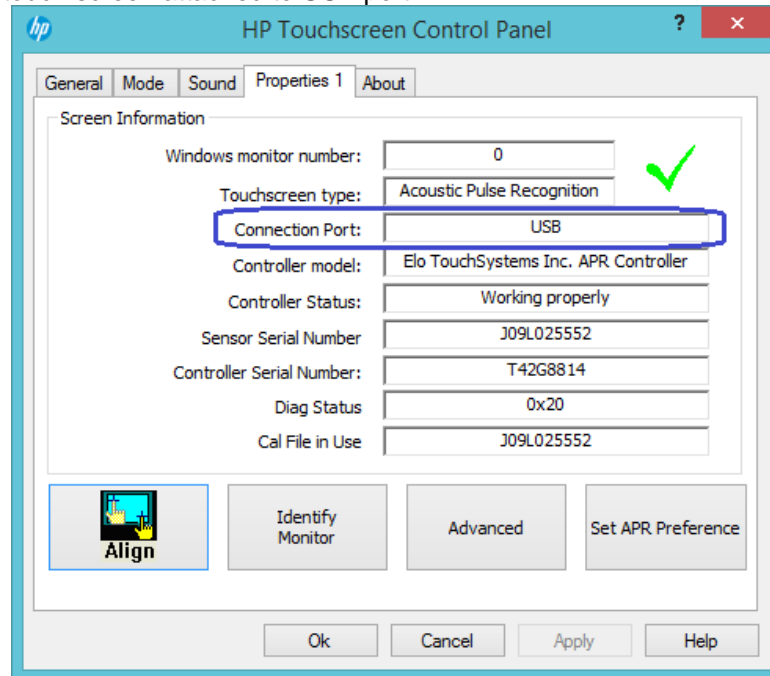 hp HP Touchscreen Control Panel ? ×
General Mode Sound Properties 1 About
Screen Information
Windows monitor number: 0
Touchscreen type: Acoustic Pulse Recognition
Connection Port: USB
Controller model: Elo TouchSystems Inc. APR Controller
Controller Status: Working properly
Sensor Serial Number J09L025552
Controller Serial Number: T42G8814
Diag Status 0x20
Cal File in Use J09L025552
Align
Identify
Monitor
Advanced
Set APR Preference
Ok Cancel Apply Help